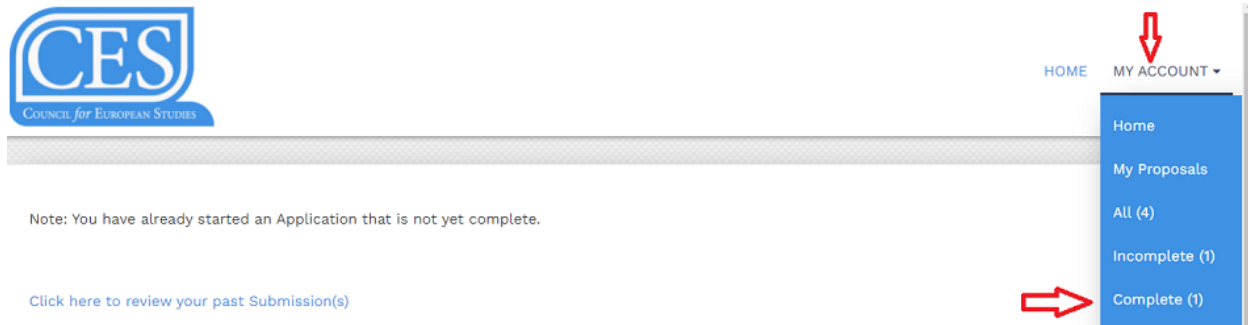 CES
COUNCIL for EUROPEAN STUDIES
HOME MY ACCOUNT
Home
My Proposals
All (4)
Incomplete (1)
Complete (1)
Note: You have already started an Application that is not yet complete.
Click here to review your past Submission(s)